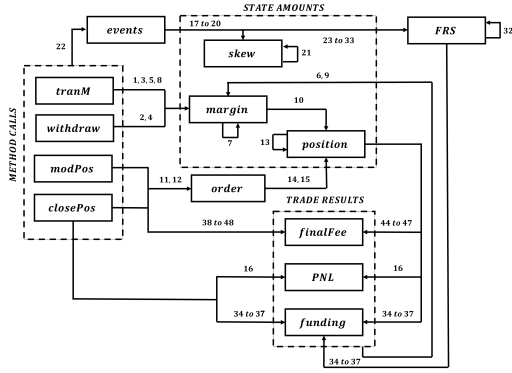 STATE AMOUNTS
17 to 20
events
FRS
32
23 to 33
22
skew
21
METHOD CALLS
6, 9
tranM
1, 3, 5, 8
margin
10
withdraw
2, 4
7
13
position
modPos
11, 12
order
14, 15
closePos
TRADE RESULTS
38 to 48
finalFee
44 to 47
16
PNL
16
34 to 37
funding
34 to 37
34 to 37